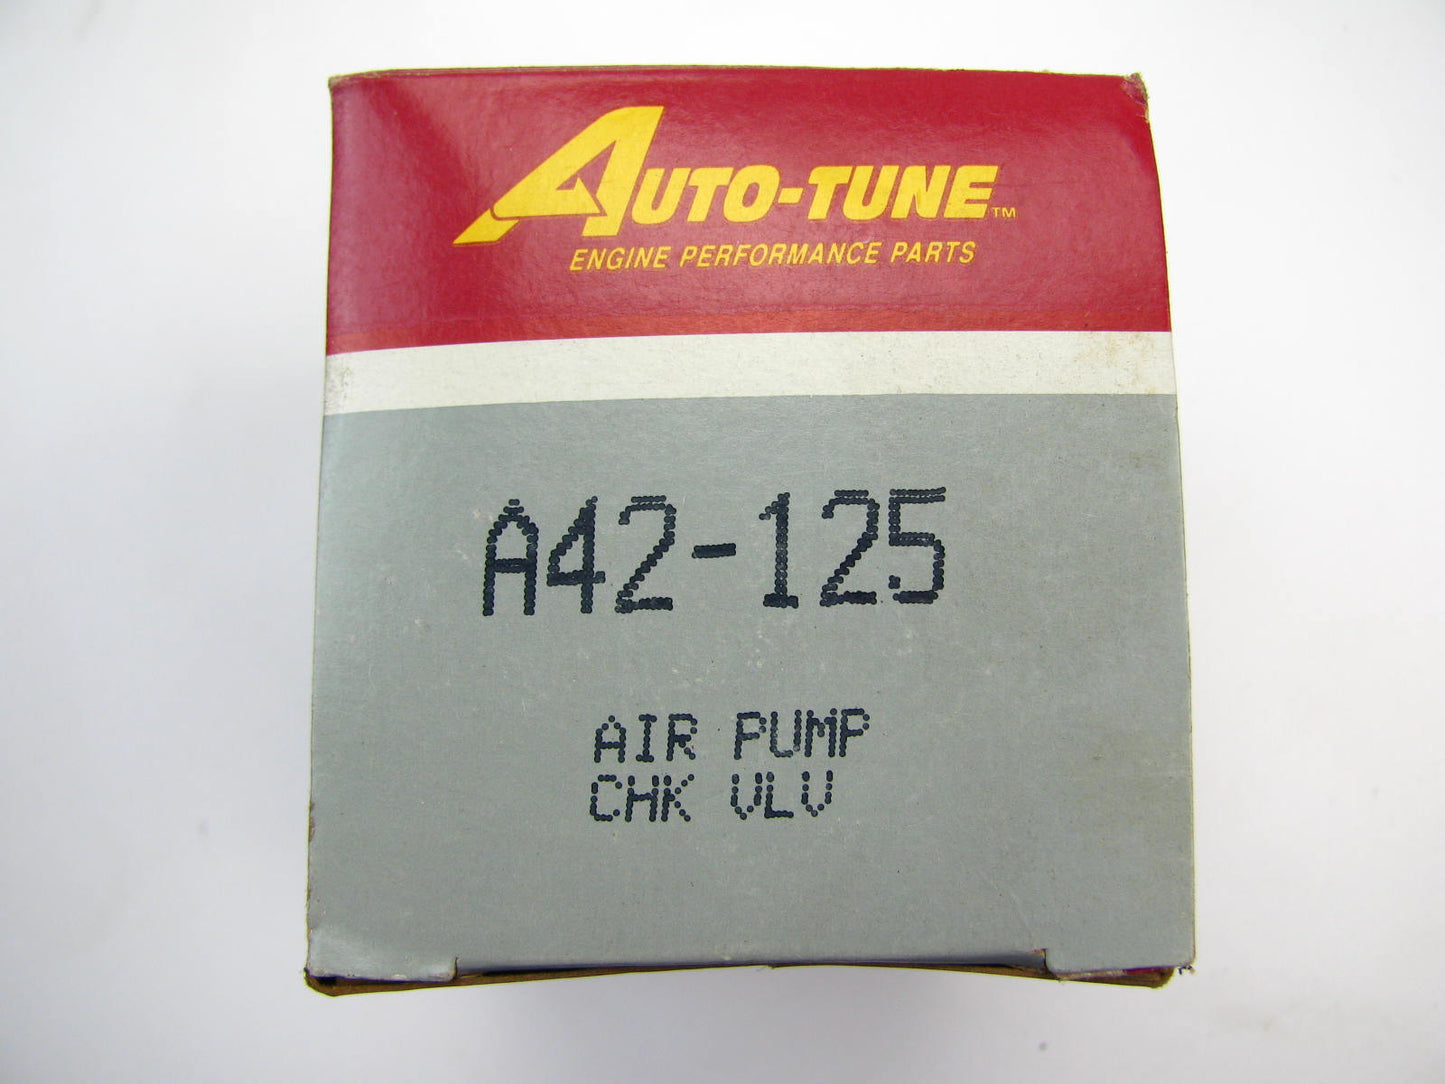 AUTO-TUNE™
ENGINE PERFORMANCE PARTS
A42-125
AIR PUMP
CHK VLV